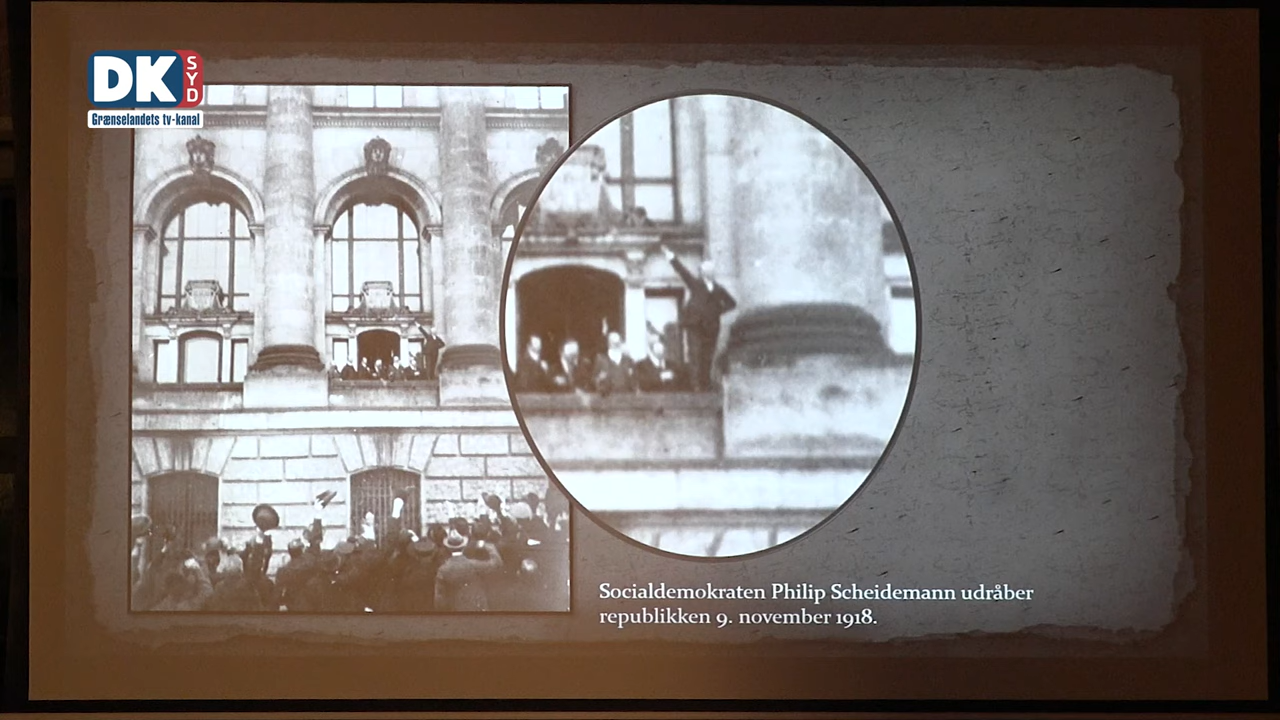 DK
SYD
Grænselandets tv-kanal
Socialdemokraten Philip Scheidemann udråber
republikken 9. november 1918.